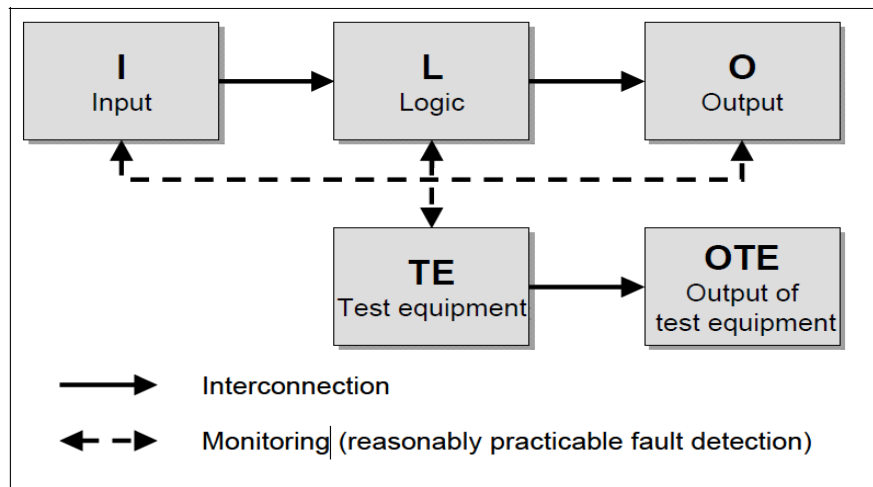 I
Input
L
Logic
O
Output
TE
Test equipment
OTE
Output of
test equipment
Interconnection
Monitoring (reasonably practicable fault detection)